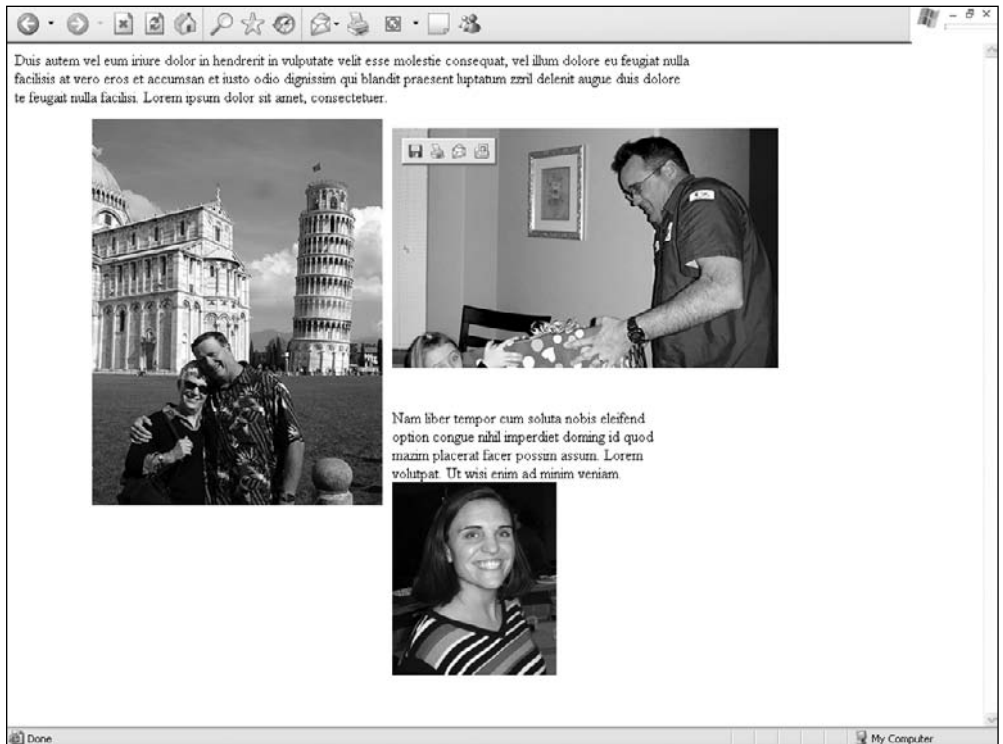 Duis autem vel eum iriure dolor in hendrerit in vulputate velit esse molestie consequat, vel illum dolore eu feugiat nulla
facilisis at vero eros et accumsan et iusto odio dignissim qui blandit praesent luptatum zzril delenit augue duis dolore
te feugait nulla facilisi. Lorem ipsum dolor sit amet, consectetuer.
Nam liber tempor cum soluta nobis eleifend
option congue nihil imperdiet doming id quod
mazim placerat facer possim assum. Lorem
volutpat. Ut wisi enim ad minim veniam
Done
My Computer